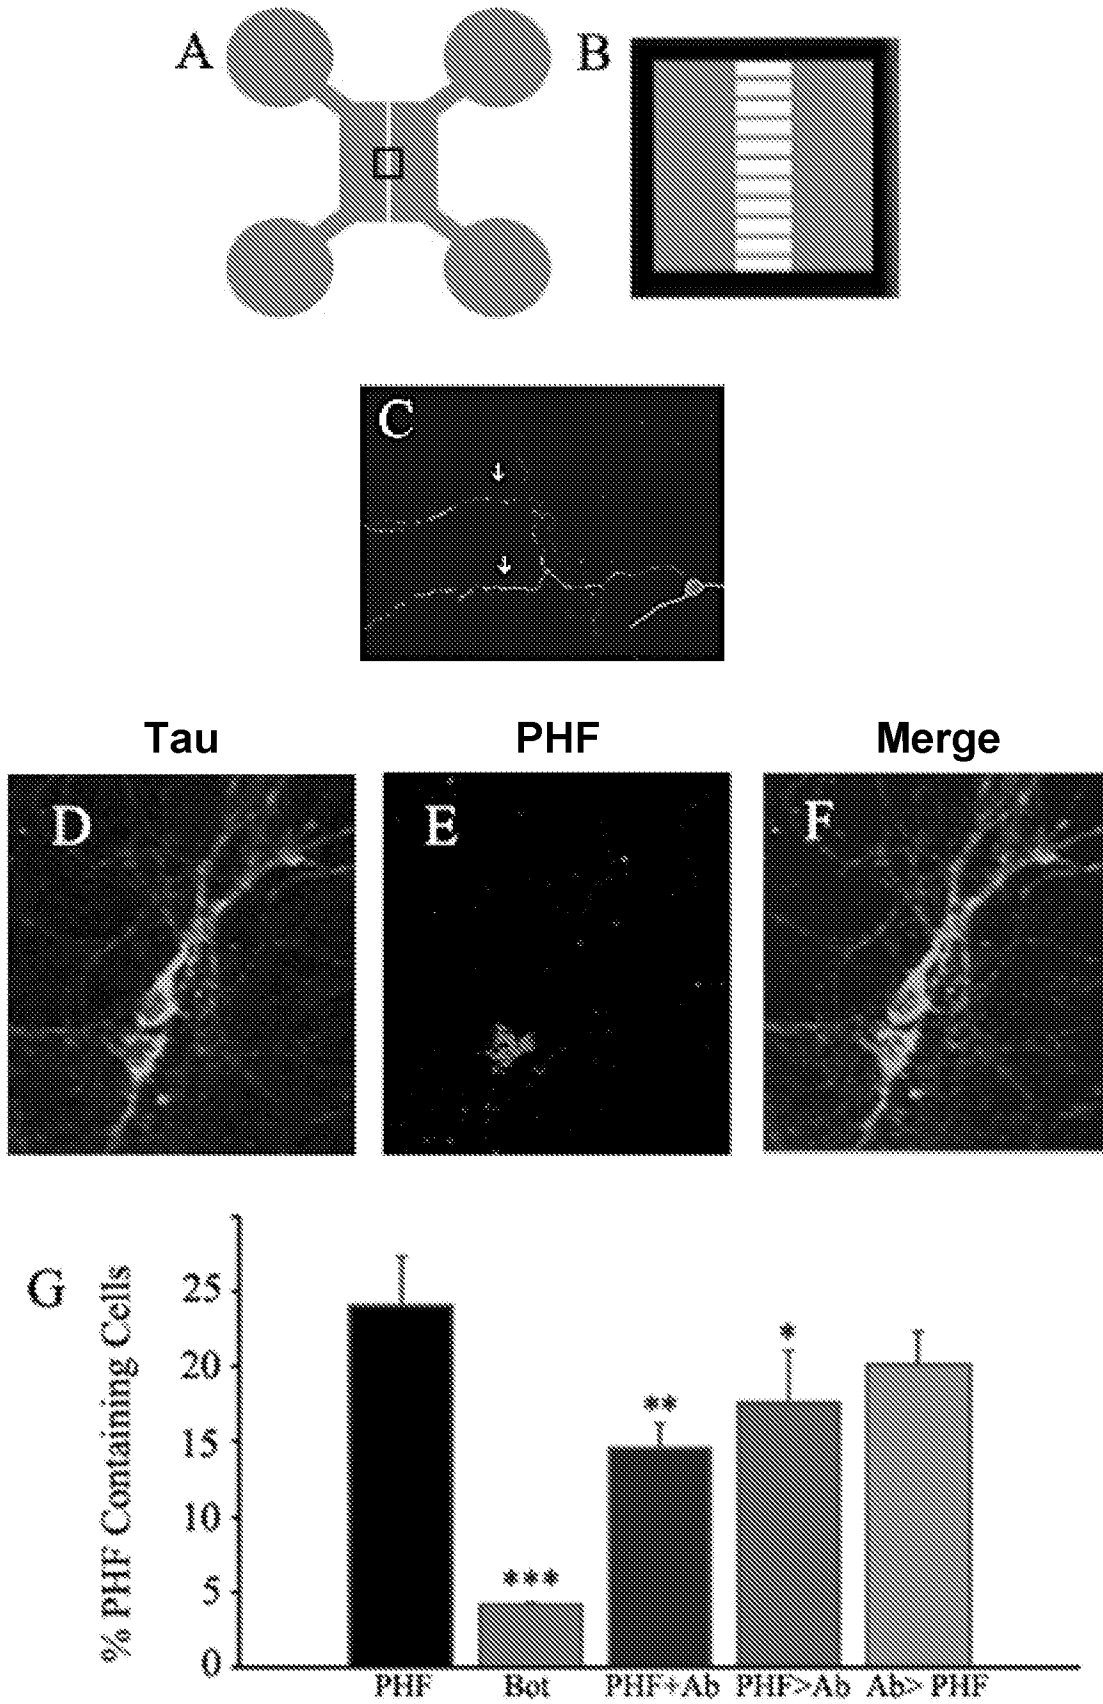 A
B
C
Tau
PHF
Merge
D
E
F
G
% PHF Containing Cells
25
20
15
10
5
0
***
**
*
PHF
Bot
PHF+Ab
PHF>Ab
Ab> PHF